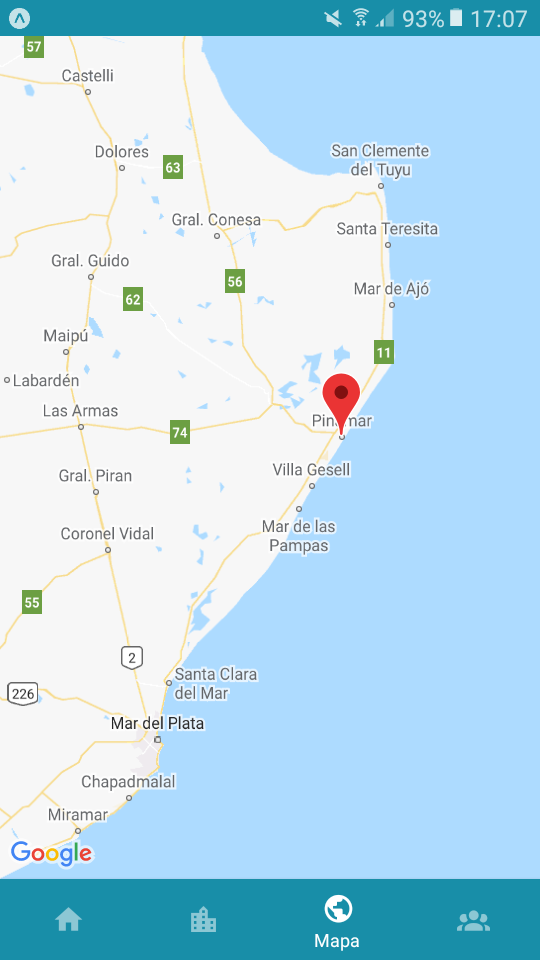 93% 17:07
57
Castelli
Dolores
63
San Clemente
del Tuyu
Gral. Conesa
Santa Teresita
Gral. Guido
56
Mar de Ajó
62
Maipú
11
Labardén
Las Armas
Pinamar
74
Villa Gesell
Gral. Piran
Mar de las
Pampas
Coronel Vidal
55
2
Santa Clara
del Mar
226
Mar del Plata
Chapadmalal
Miramar
Google
Mapa